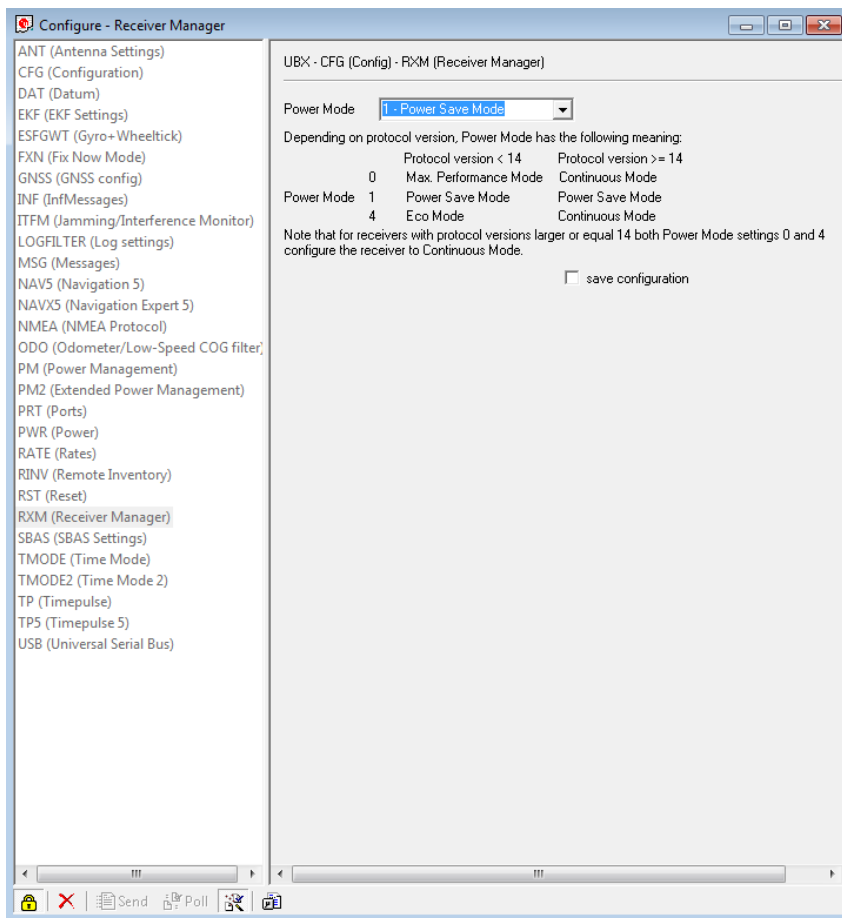 Configure - Receiver Manager
ANT (Antenna Settings)
CFG (Configuration)
DAT (Datum)
EKF (EKF Settings)
ESFGWT (Gyro+Wheeltick)
FXN (Fix Now Mode)
GNSS (GNSS config)
INF (InfMessages)
ITFM (Jamming/Interference Monitor)
LOGFILTER (Log settings)
MSG (Messages)
NAV5 (Navigation 5)
NAVX5 (Navigation Expert 5)
NMEA (NMEA Protocol)
ODO (Odometer/Low-Speed COG filter)
PM (Power Management)
PM2 (Extended Power Management)
PRT (Ports)
PWR (Power)
RATE (Rates)
RINV (Remote Inventory)
RST (Reset)
RXM (Receiver Manager)
SBAS (SBAS Settings)
TMODE (Time Mode)
TMODE2 (Time Mode 2)
TP (Timepulse)
TP5 (Timepulse 5)
USB (Universal Serial Bus)
UBX - CFG (Config) - RXM (Receiver Manager)
Power Mode 1 - Power Save Mode
Depending on protocol version, Power Mode has the following meaning:
Protocol version < 14 Protocol version >= 14
0 Max. Performance Mode Continuous Mode
Power Mode 1 Power Save Mode Power Save Mode
4 Eco Mode Continuous Mode
Note that for receivers with protocol versions larger or equal 14 both Power Mode settings 0 and 4
configure the receiver to Continuous Mode.
save configuration
Send Poll